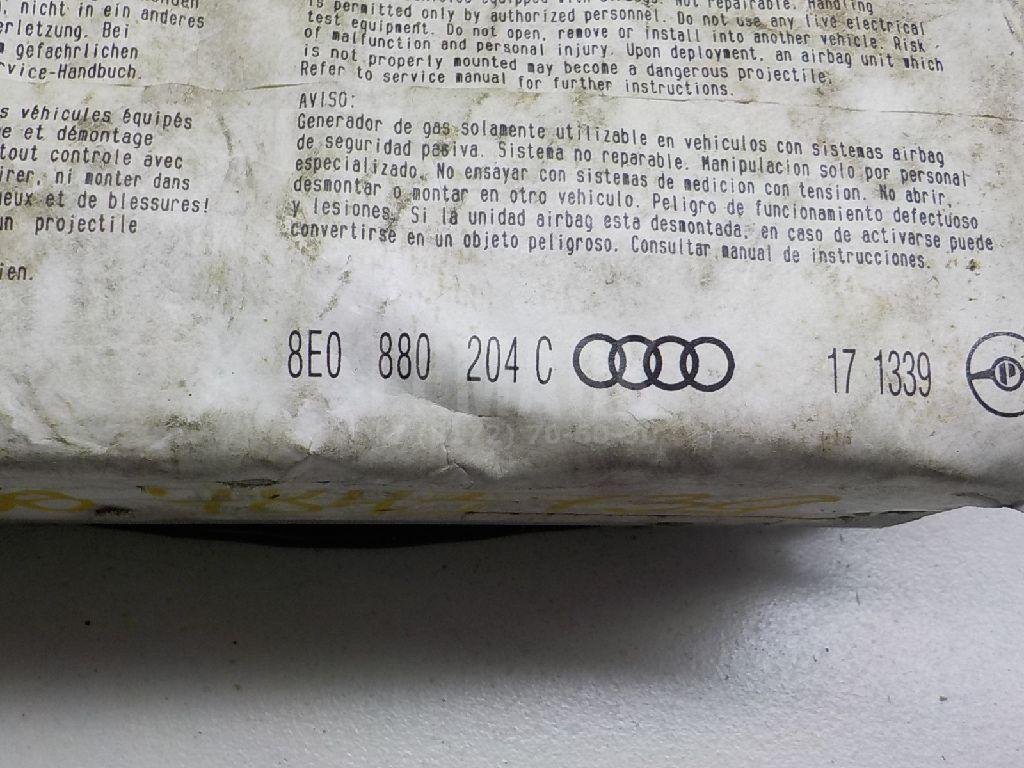 nicht in ein anderes
erletzung. Bei
gefaehrlichen
rvice-Handbuch.
is permitted only by authorized personnel. Do not use any live electrical
test equipment. Do not open, remove or install into another vehicle. Risk
of malfunction and personal injury. Upon deployment, an airbag unit which
is not properly mounted may become a dangerous projectile.
Refer to service manual for further instructions.
s véhicules équipés
e et démontage
tout controle avec
irer, ni monter dans
eux et de blessures!
un projectile
ien.
AVISO:
Generador de gas solamente utilizable en vehiculos con sistemas airbag
de seguridad pasiva. Sistema no reparable. Manipulacion solo por personal
especializado. No ensayar con sistemas de medicion con tension. No abrir,
desmontar o montar en otro vehiculo. Peligro de funcionamiento defectuoso
y lesiones. Si la unidad airbag esta desmontada, en caso de activarse puede
convertirse en un objeto peligroso. Consultar manual de instrucciones.
8E0 880 204 C 17 1339